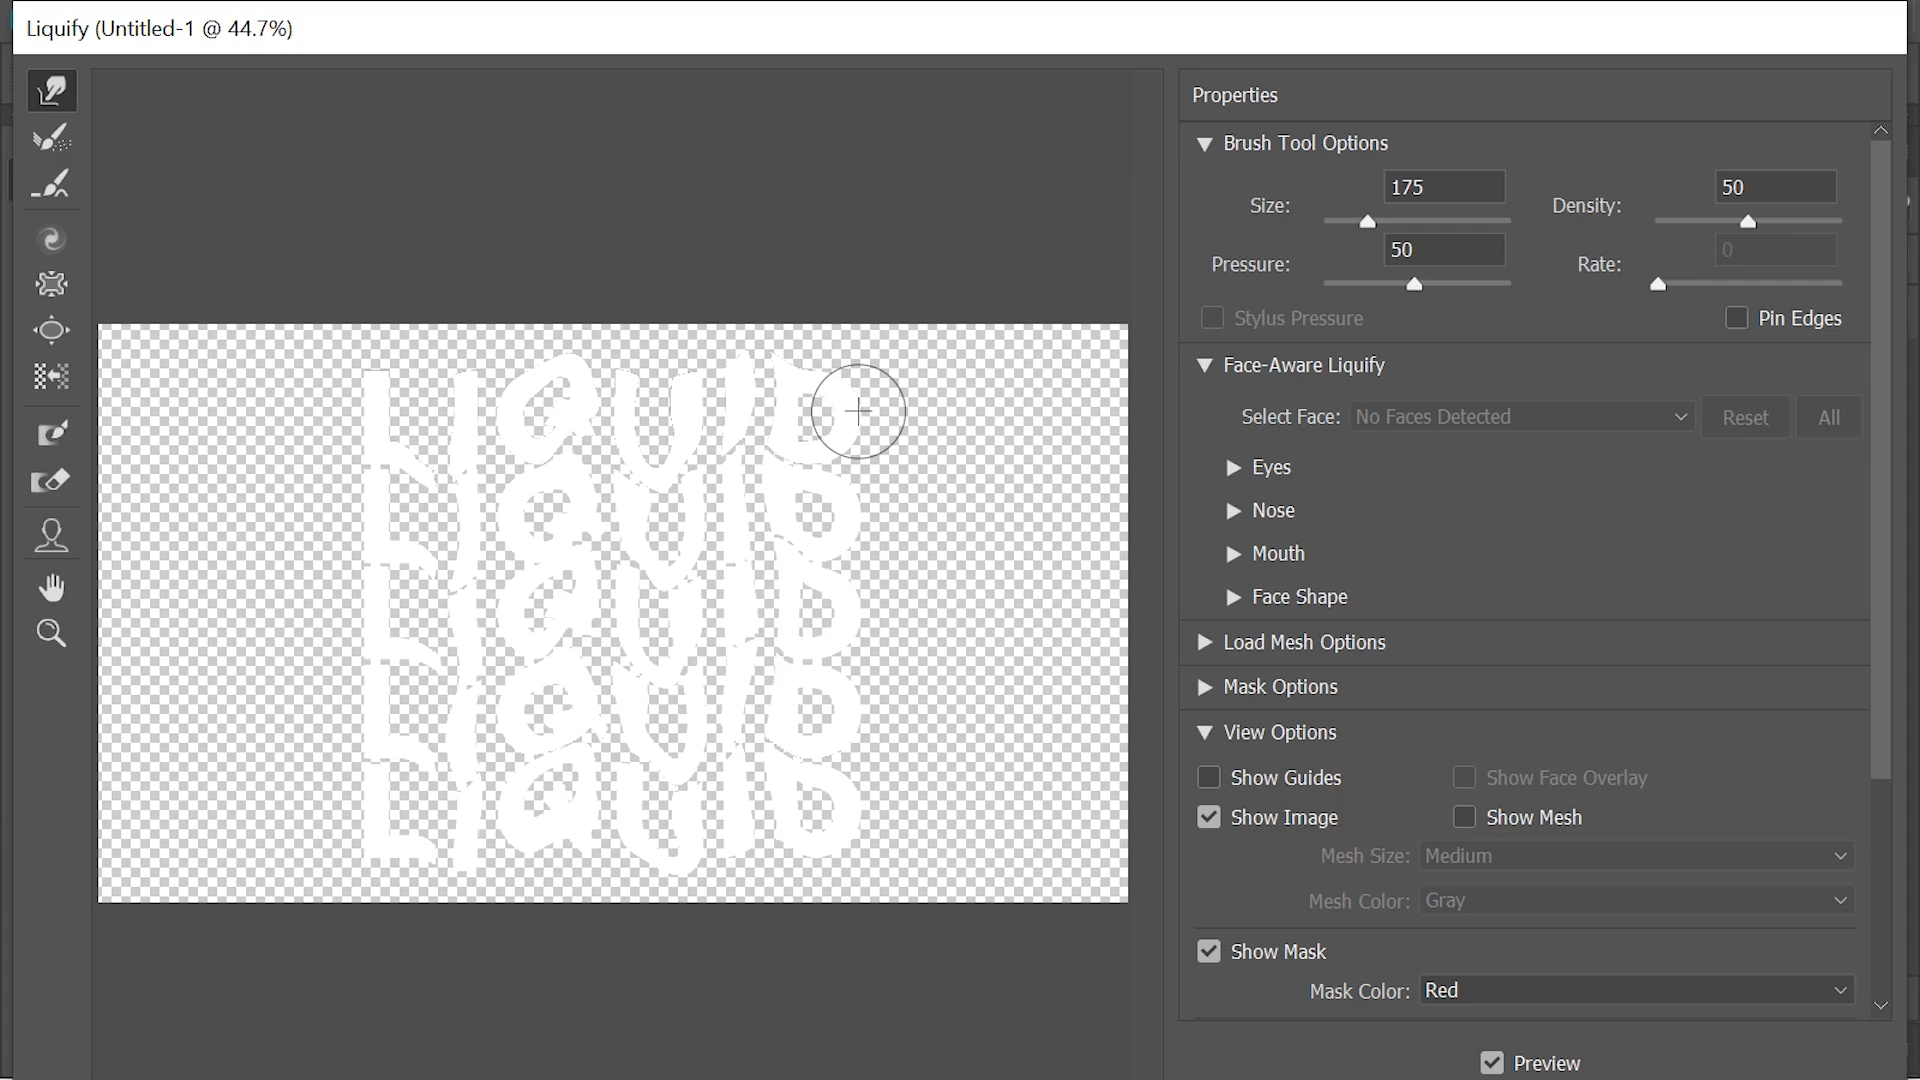 Liquify (Untitled-1 @ 44.7%)
Properties
Brush Tool Options
Size: 175 Density: 50
Pressure: 50 Rate: 0
Stylus Pressure Pin Edges
Face-Aware Liquify
Select Face: No Faces Detected Reset All
Eyes
Nose
Mouth
Face Shape
Load Mesh Options
Mask Options
View Options
Show Guides Show Face Overlay
Show Image Show Mesh
Mesh Size: Medium
Mesh Color: Gray
Show Mask
Mask Color: Red
Preview
LIQUID
LIQUID
LIQUID
LIQUID
LIQUID